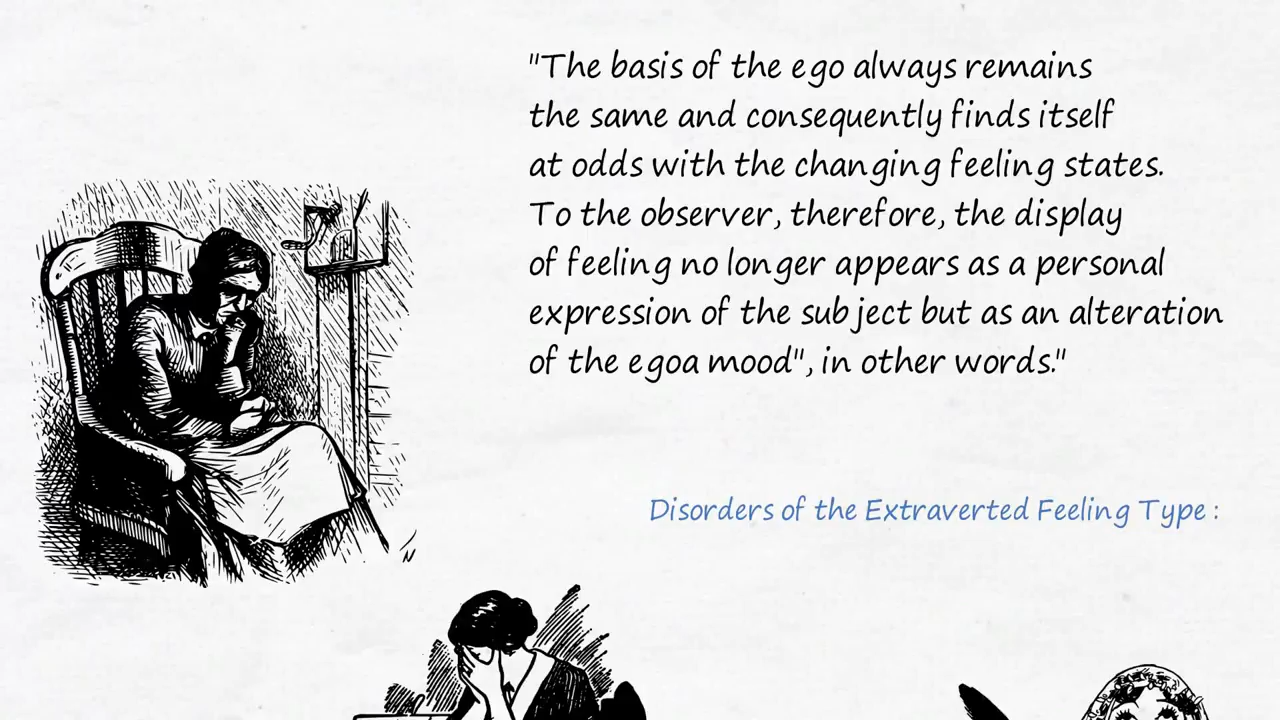 "The basis of the ego always remains
the same and consequently finds itself
at odds with the changing feeling states.
To the observer, therefore, the display
of feeling no longer appears as a personal
expression of the subject but as an alteration
of the egoa mood", in other words."
Disorders of the Extraverted Feeling Type :